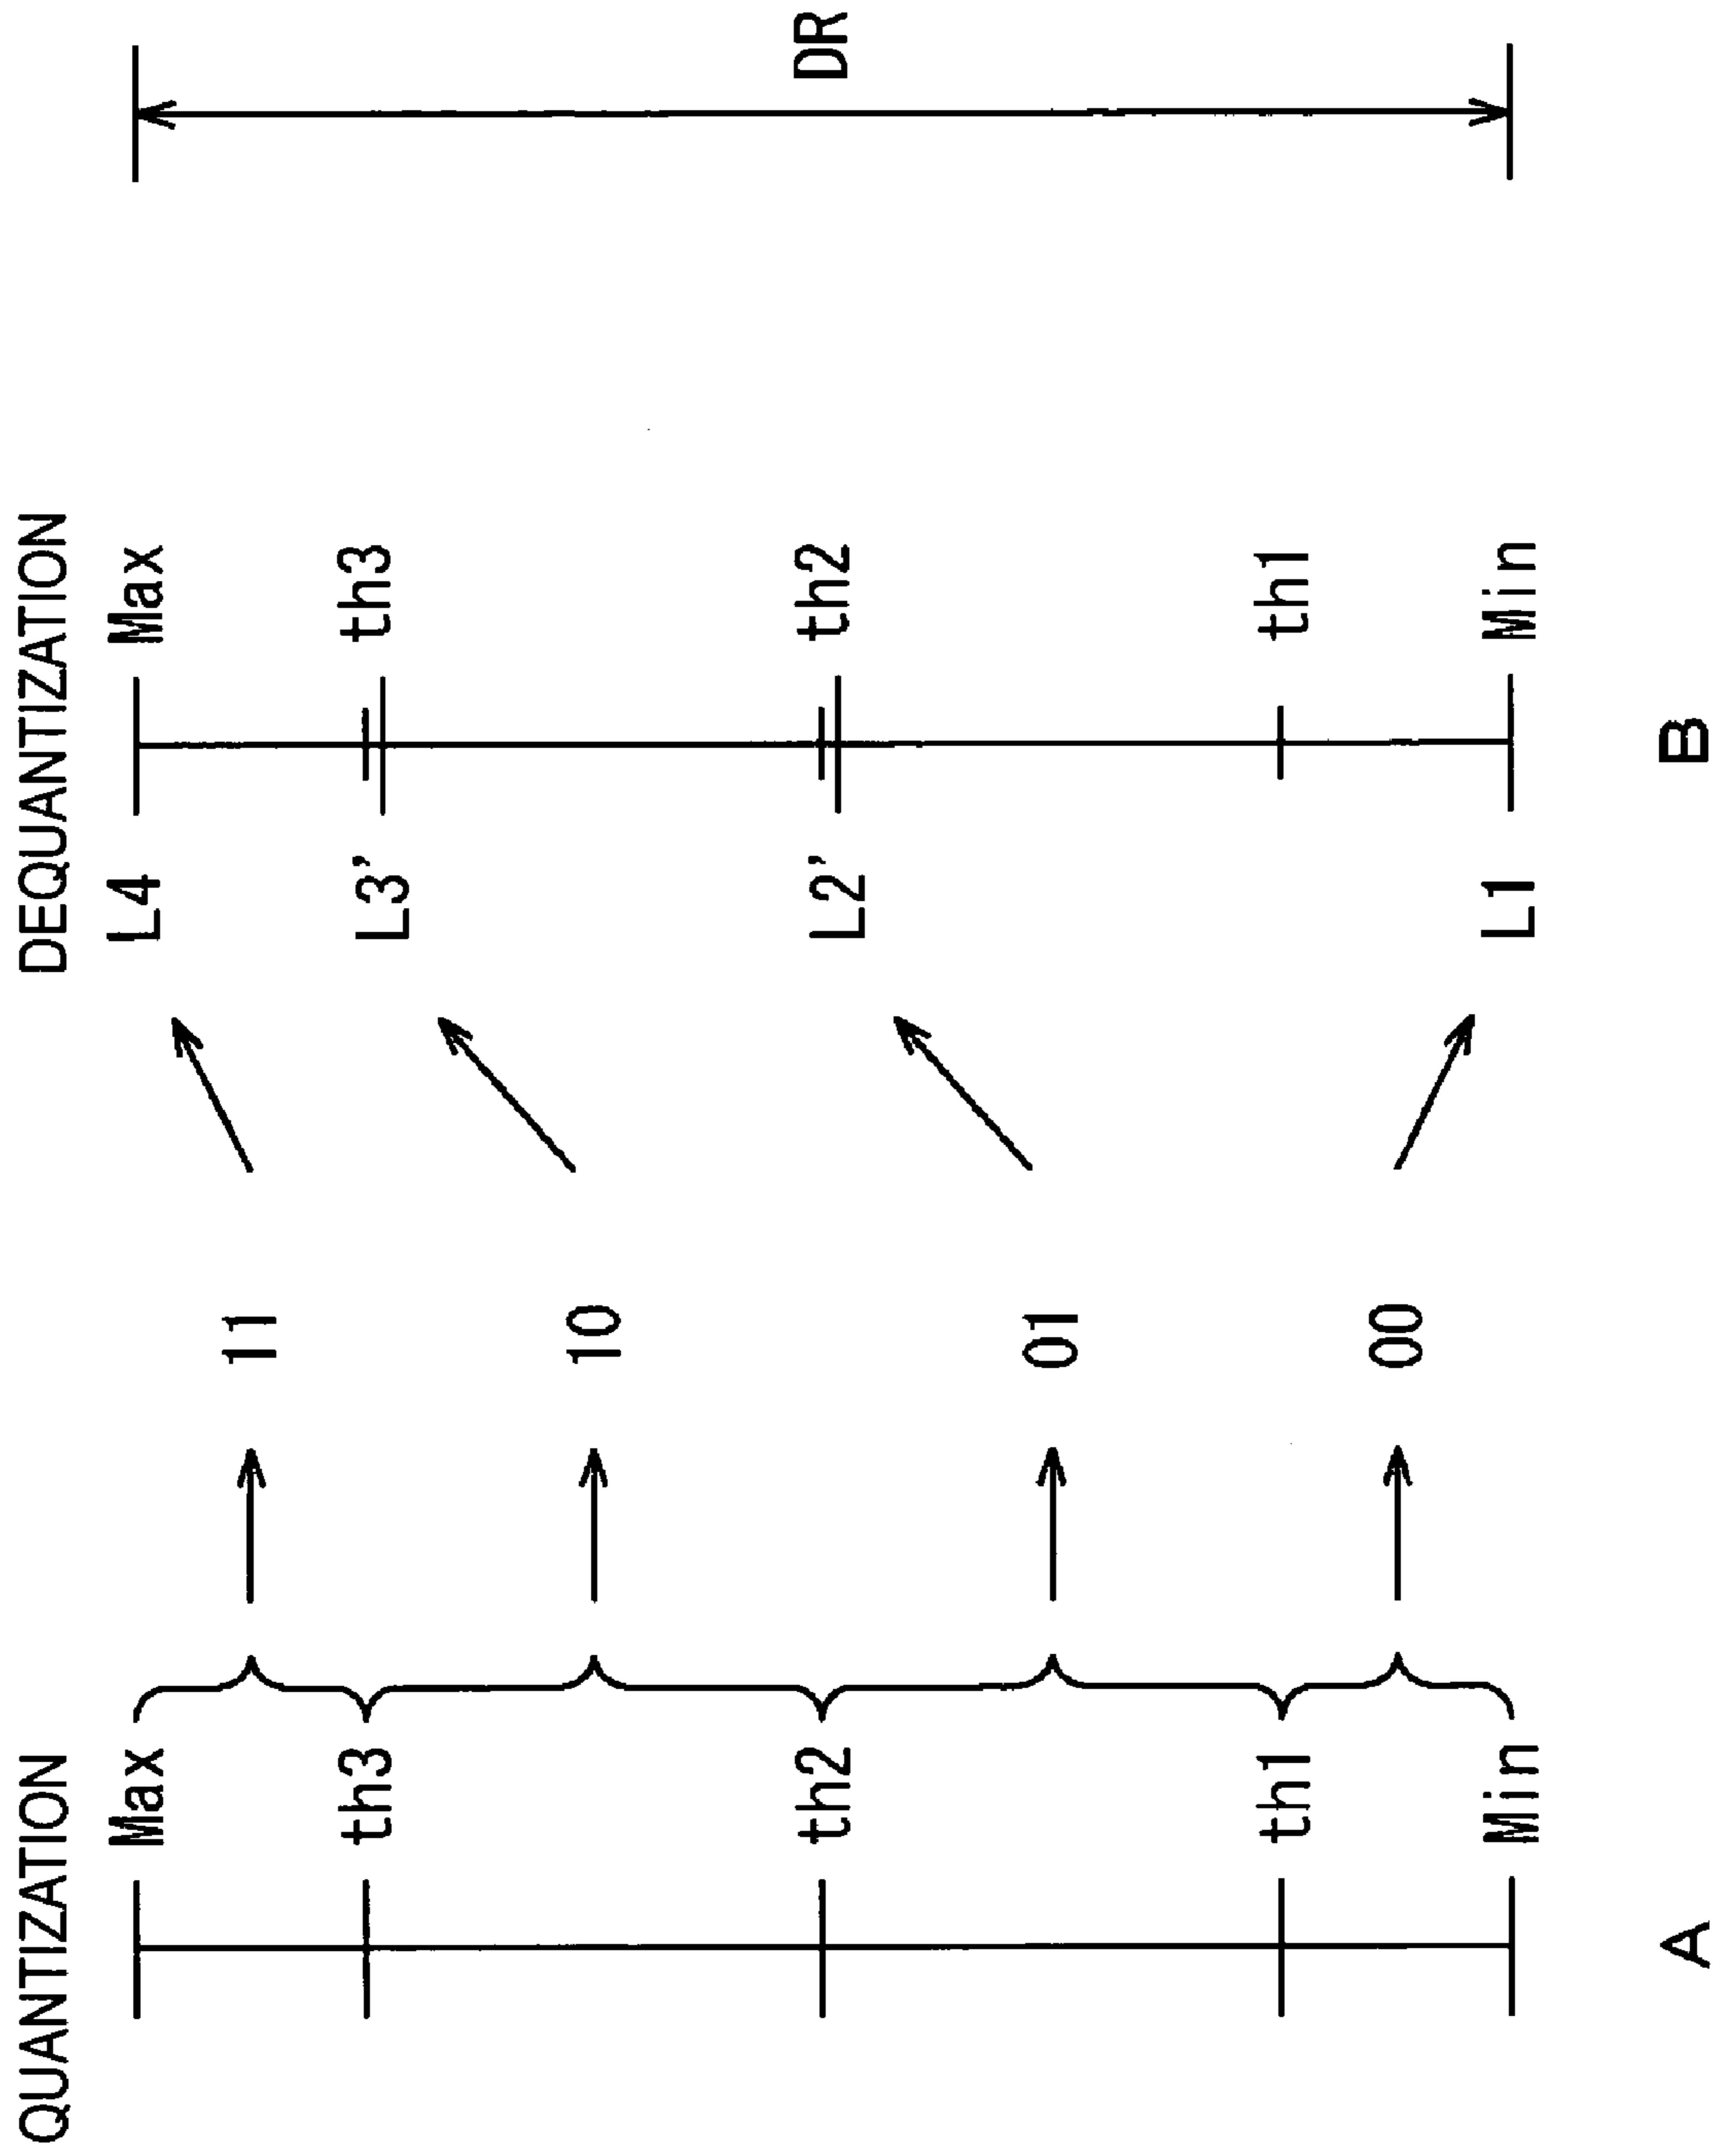 QUANTIZATION
Max
th3
th2
th1
Min
11
10
01
00
A
DEQUANTIZATION
L4
L3'
L2'
L1
Max
th3
th2
th1
Min
B
DR